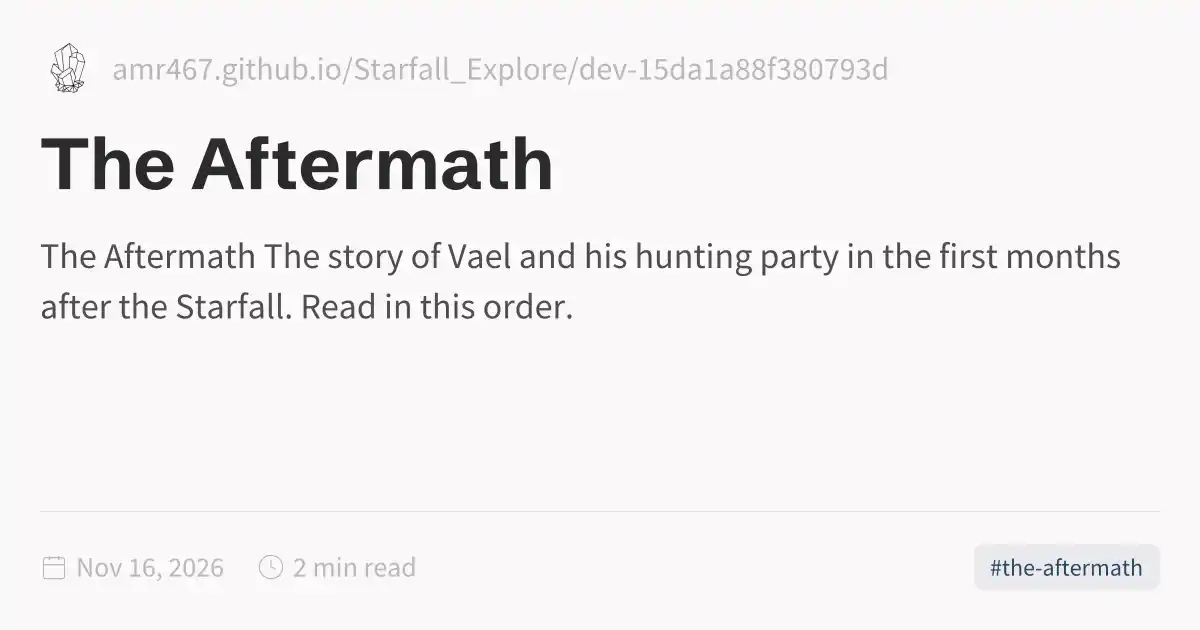 amr467.github.io/Starfall_Explore/dev-15da1a88f380793d
The Aftermath
The Aftermath The story of Vael and his hunting party in the first months
after the Starfall. Read in this order.
Nov 16, 2026
2 min read
#the-aftermath